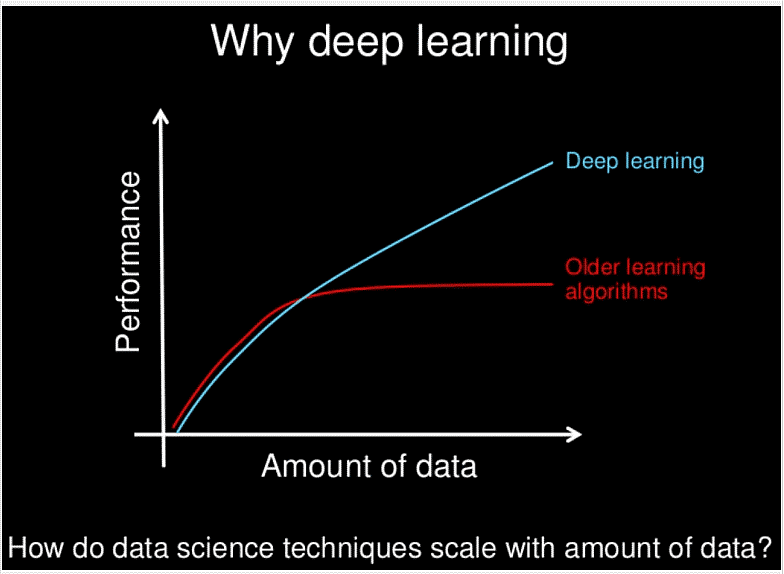 Why deep learning
Deep learning
Older learning
algorithms
Performance
Amount of data
How do data science techniques scale with amount of data?